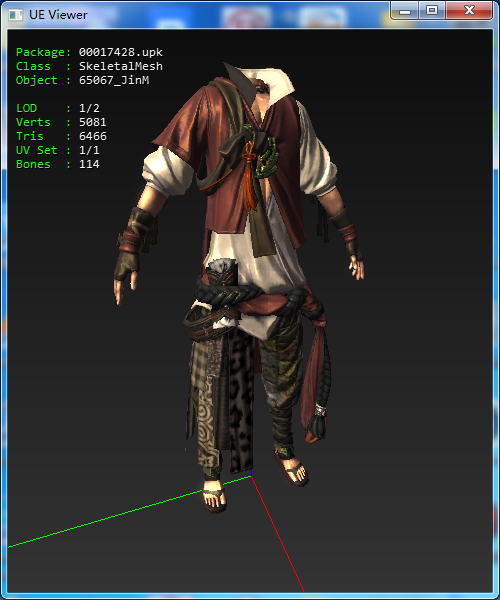 UE Viewer
Package: 00017428.upk
Class : SkeletalMesh
Object : 65067_JinM
LOD : 1/2
Verts : 5081
Tris : 6466
UV Set : 1/1
Bones : 114